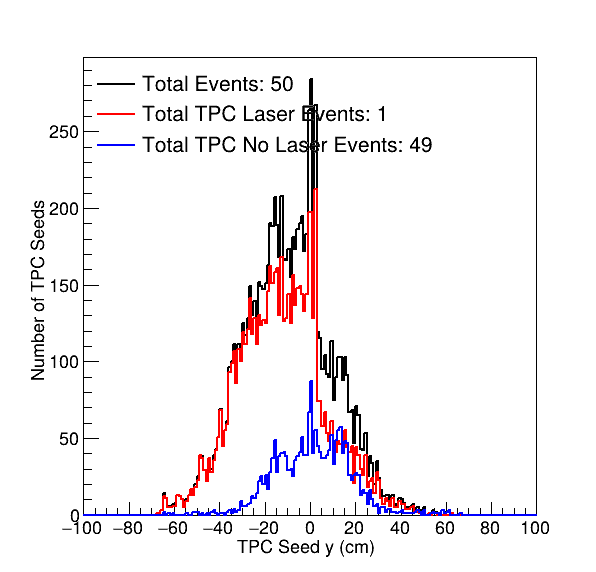 Total Events: 50
Total TPC Laser Events: 1
Total TPC No Laser Events: 49
Number of TPC Seeds
250
200
150
100
50
0
−100 −80 −60 −40 −20 0 20 40 60 80 100
TPC Seed y (cm)